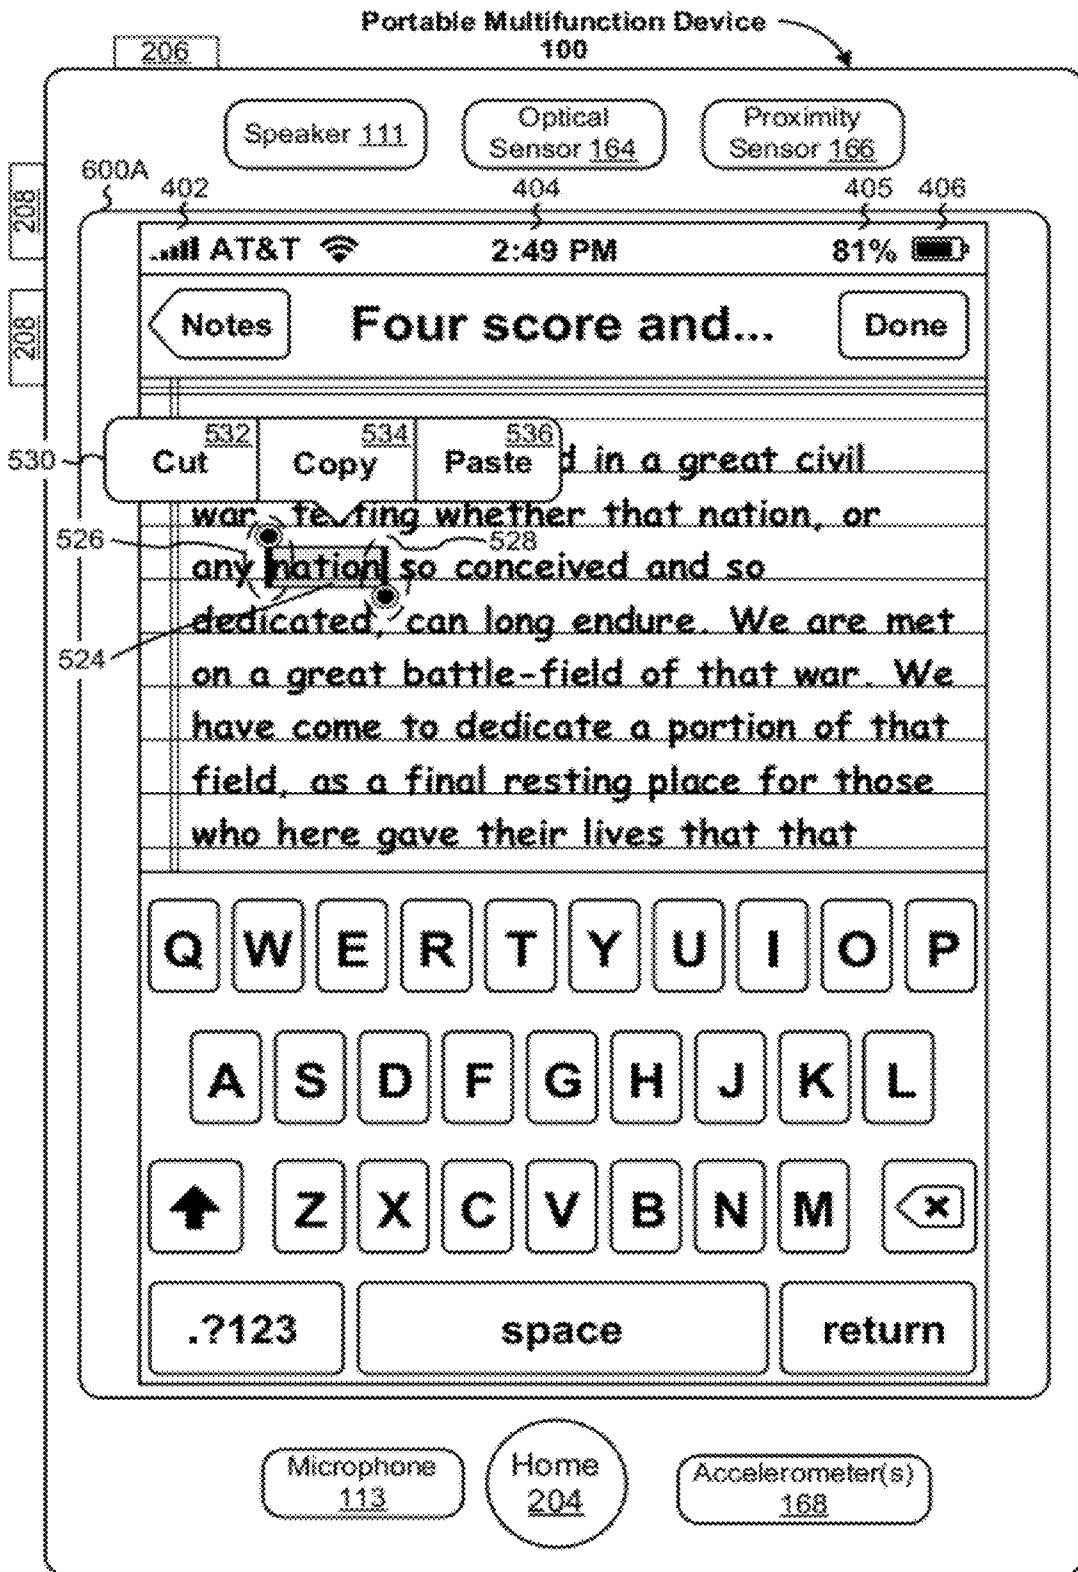 Portable Multifunction Device
100
206
Speaker 111
Optical
Sensor 164
Proximity
Sensor 166
208
208
600A
402
404
405
406
AT&T
2:49 PM
81%
Notes
Four score and...
Done
530
Cut
532
Copy
534
Paste
536
d in a great civil
war, te ting whether that nation, or
526
528
any nation so conceived and so
dedicated, can long endure. We are met
524
on a great battle-field of that war. We
have come to dedicate a portion of that
field, as a final resting place for those
who here gave their lives that that
Q W E R T Y U I O P
A S D F G H J K L
Z X C V B N M
.?123
space
return
Microphone
113
Home
204
Accelerometer(s)
168